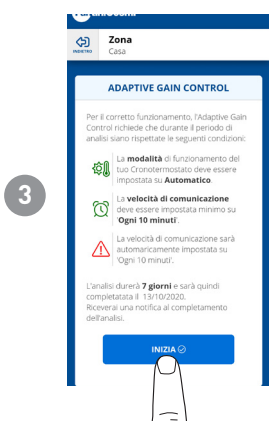 Zona
INDIETRO
Casa
ADAPTIVE GAIN CONTROL
Per il corretto funzionamento, l'Adaptive Gain
Control richiede che durante il periodo di
analisi siano rispettate le seguenti condizioni:
La modalità di funzionamento del
tuo Cronotermostato deve essere
impostata su Automatico.
La velocità di comunicazione
deve essere impostata minimo su
'Ogni 10 minuti'.
3
La velocità di comunicazione sarà
automaricamente impostata su
'Ogni 10 minuti'.
L'analisi durerà 7 giorni e sarà quindi
completatata il 13/10/2020.
Riceverai una notifica al completamento
dell'analisi.
INIZIA